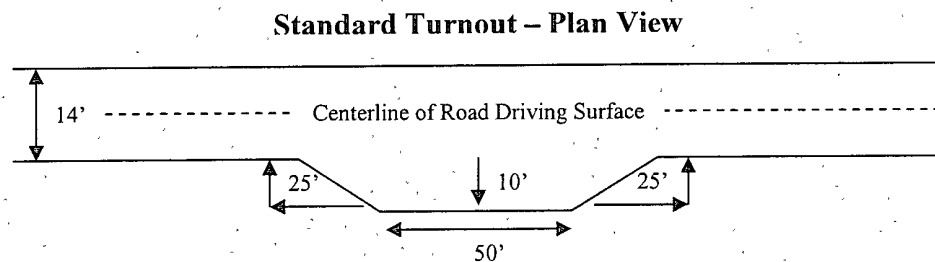 Standard Turnout – Plan View
14'
Centerline of Road Driving Surface
25'
10'
25'
50'